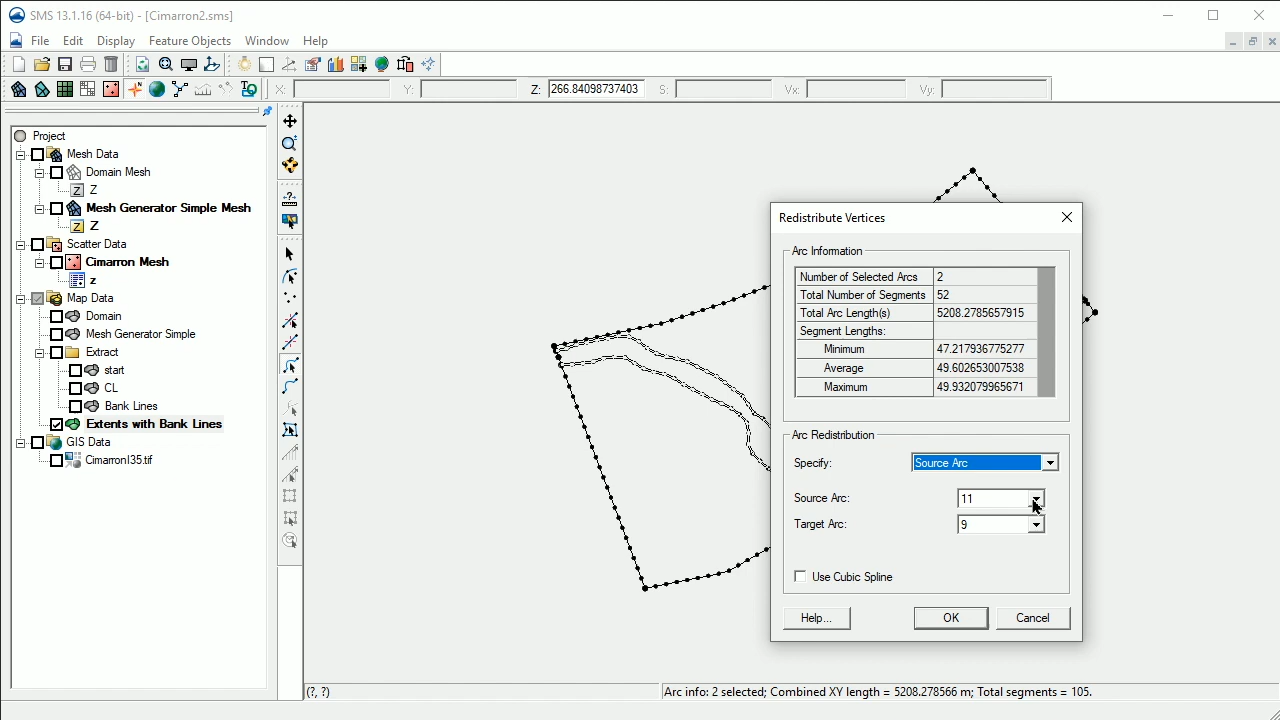 SMS 13.1.16 (64-bit) - [Cimarron2.sms]
File Edit Display Feature Objects Window Help
X: Y: Z: 266.84098737403 S: Vx: Vy:
Project
Mesh Data
Domain Mesh
Z Z
Mesh Generator Simple Mesh
Z Z
Scatter Data
Cimarron Mesh
z
Map Data
Domain
Mesh Generator Simple
Extract
start
CL
Bank Lines
Extents with Bank Lines
GIS Data
CimarronI35.tif
Redistribute Vertices
Arc Information
Number of Selected Arcs 2
Total Number of Segments 52
Total Arc Length(s) 5208.2785657915
Segment Lengths:
Minimum 47.217936775277
Average 49.602653007538
Maximum 49.932079965671
Arc Redistribution
Specify: Source Arc
Source Arc: 11
Target Arc: 9
Use Cubic Spline
Help... OK Cancel
(?, ?) Arc info: 2 selected; Combined XY length = 5208.278566 m; Total segments = 105.